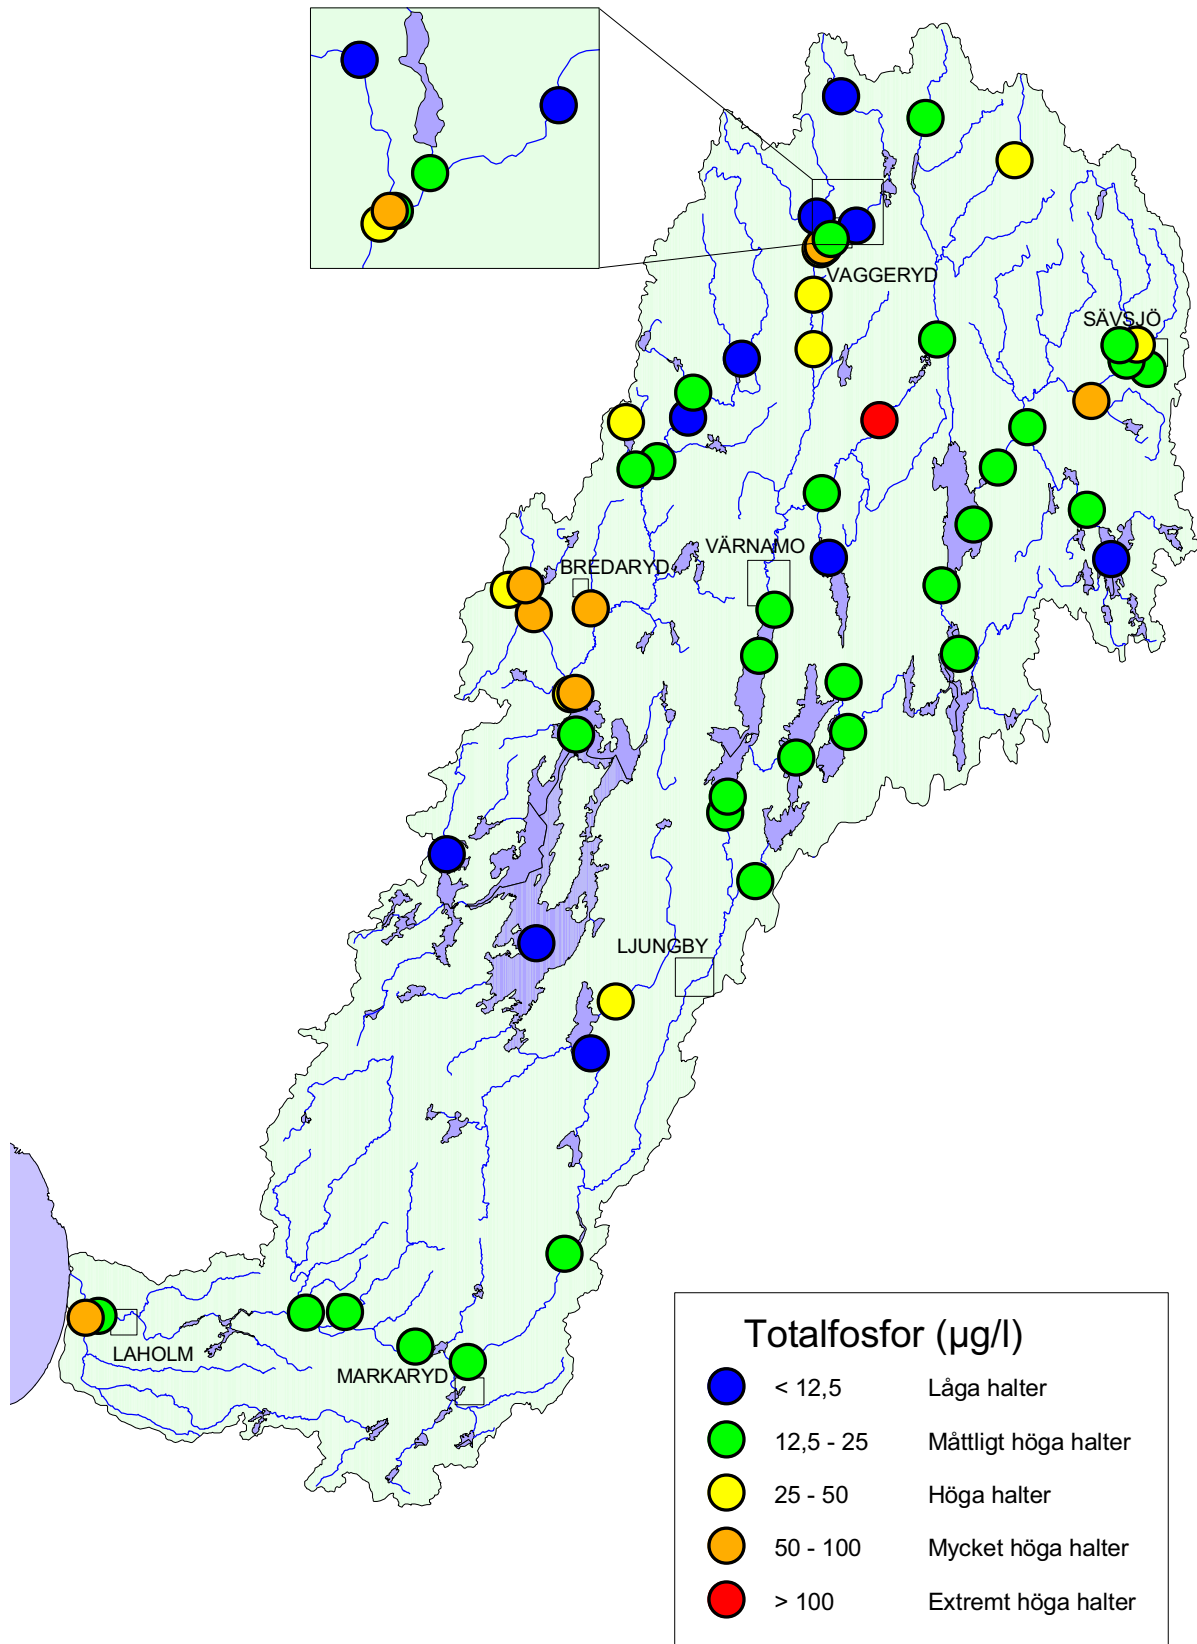 VAGGERYD
SÄVSJÖ
VÄRNAMO
BREDARYD
LJUNGBY
LAHOLM
MARKARYD
Totalfosfor (µg/l)
< 12,5 Låga halter
12,5 - 25 Måttligt höga halter
25 - 50 Höga halter
50 - 100 Mycket höga halter
> 100 Extremt höga halter